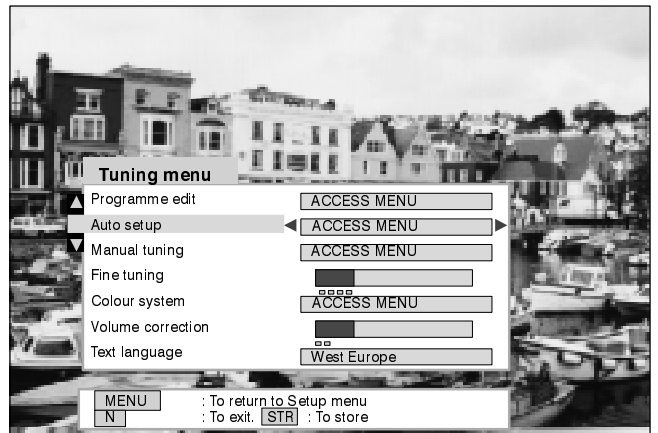 Tuning menu
Programme edit ACCESS MENU
Auto setup ACCESS MENU
Manual tuning ACCESS MENU
Fine tuning
Colour system ACCESS MENU
Volume correction
Text language West Europe
MENU : To return to Setup menu
N : To exit. STR : To store